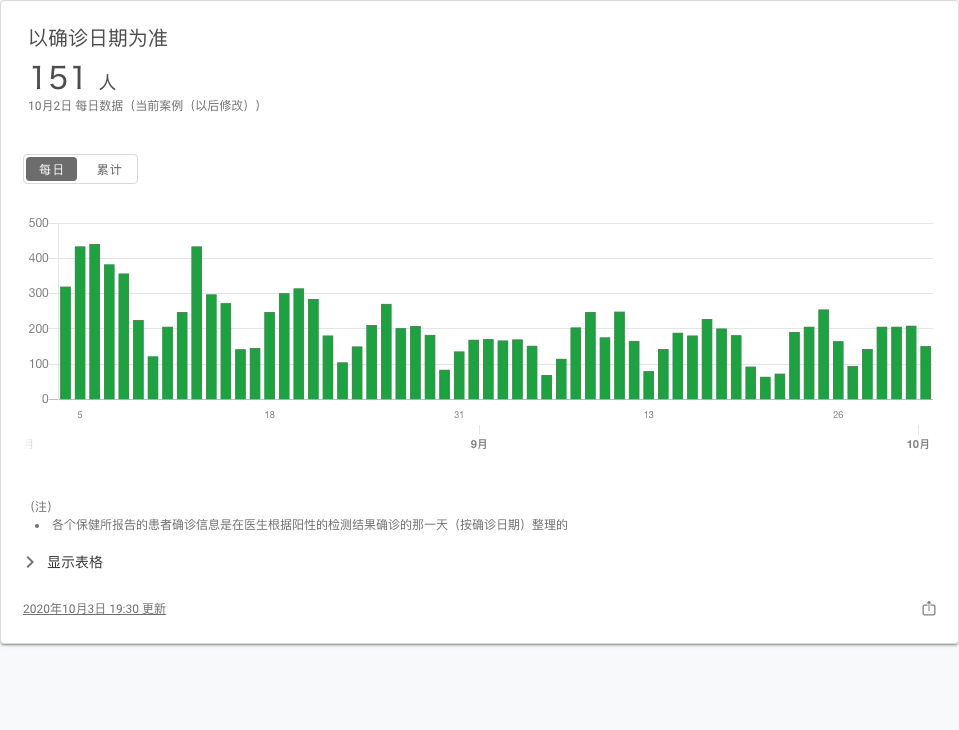 以确诊日期为准
151 人
10月2日 每日数据（当前案例（以后修改））
每日 累计
500
400
300
200
100
0
5 18 31 13 26
月 9月 10月
（注）
• 各个保健所报告的患者确诊信息是在医生根据阳性的检测结果确诊的那一天（按确诊日期）整理的
显示表格
2020年10月3日 19:30 更新